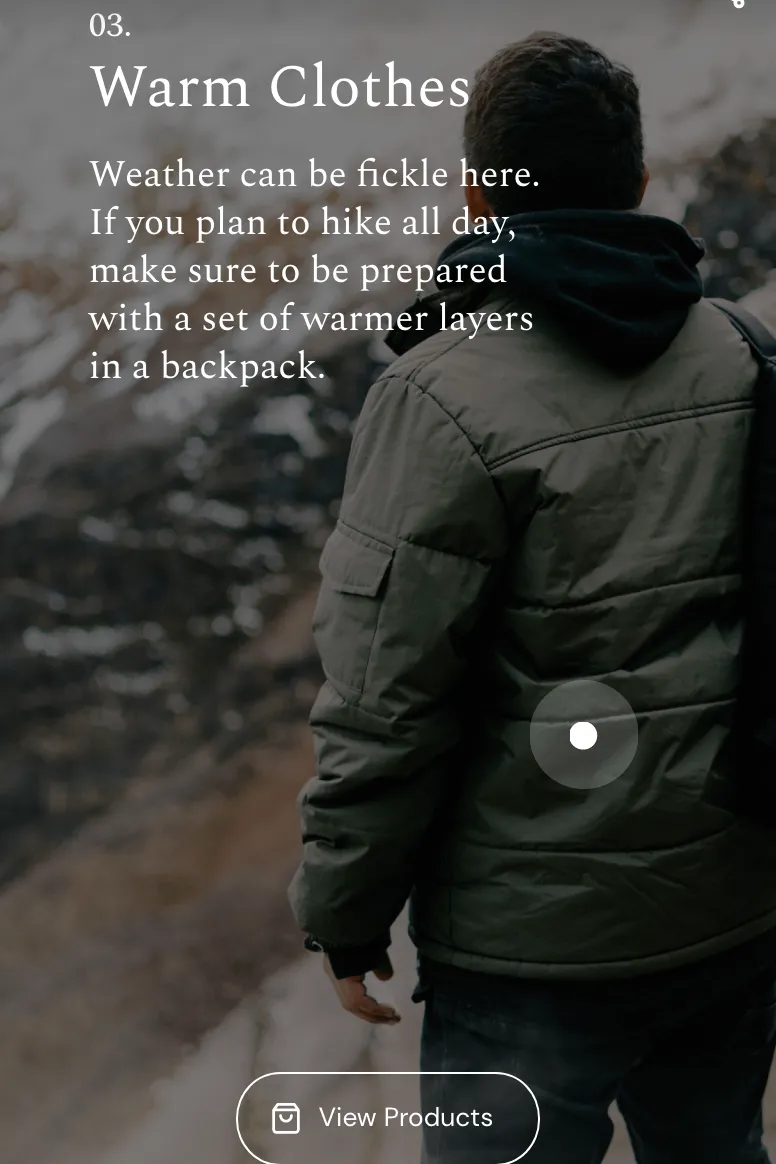 03.
Warm Clothes
Weather can be fickle here.
If you plan to hike all day,
make sure to be prepared
with a set of warmer layers
in a backpack.
View Products